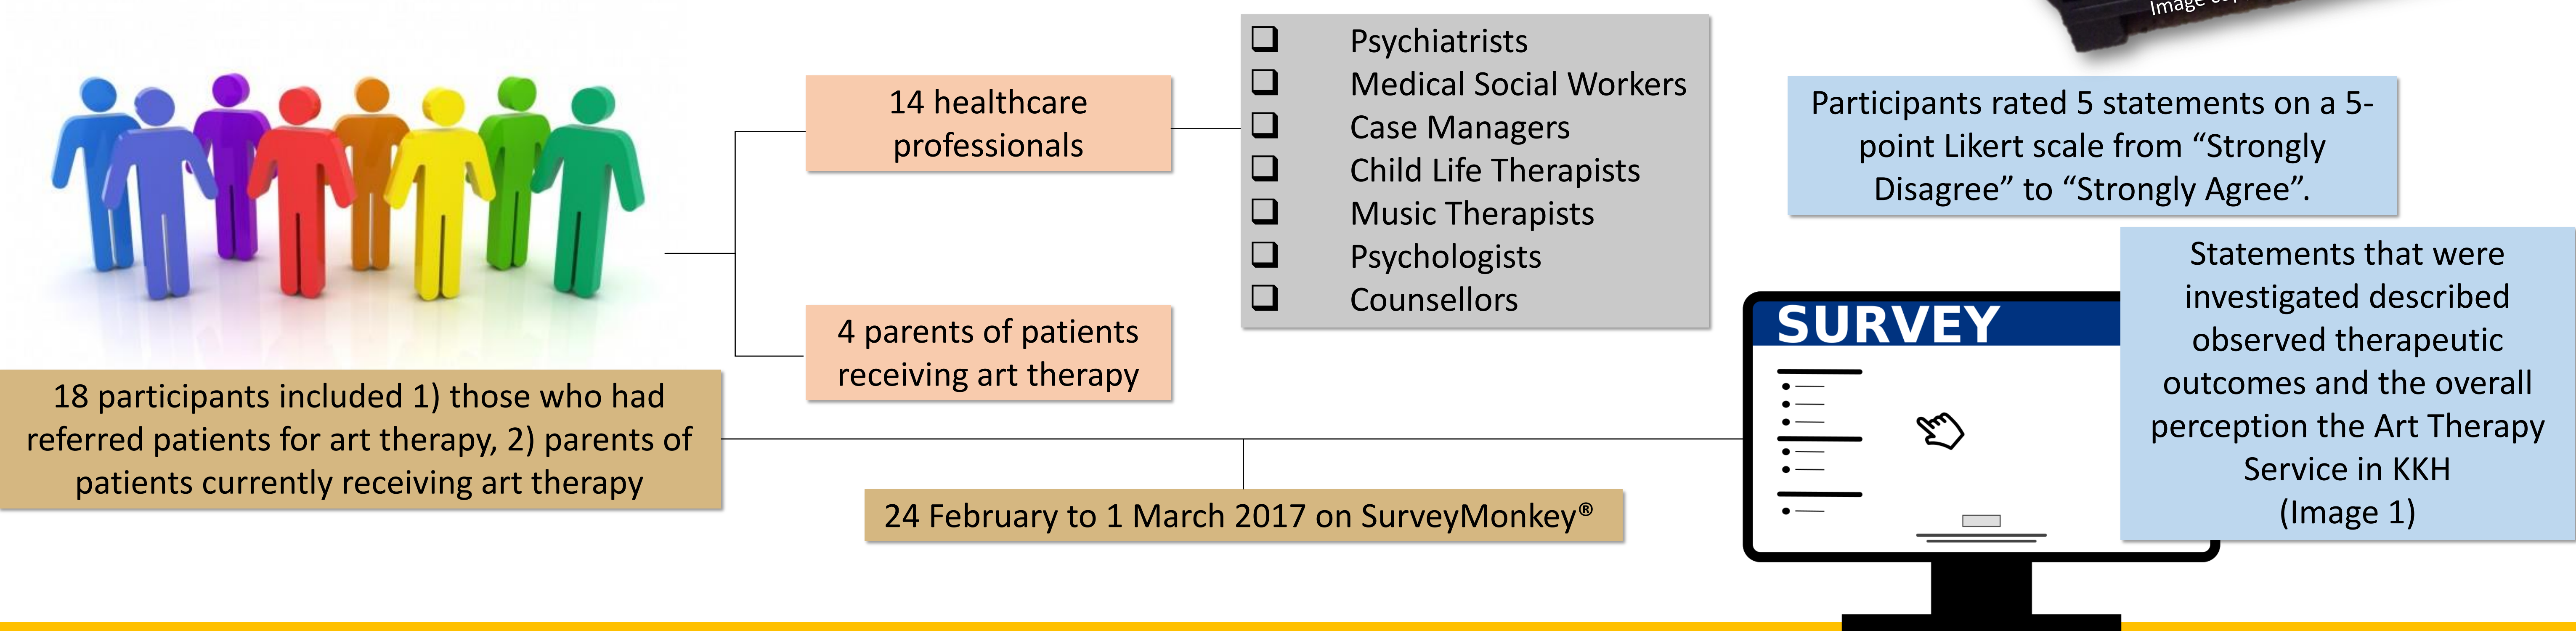 Image
14 healthcare
professionals
❑ Psychiatrists
❑ Medical Social Workers
❑ Case Managers
❑ Child Life Therapists
❑ Music Therapists
❑ Psychologists
❑ Counsellors
4 parents of patients
receiving art therapy
18 participants included 1) those who had
referred patients for art therapy, 2) parents of
patients currently receiving art therapy
24 February to 1 March 2017 on SurveyMonkey®
Participants rated 5 statements on a 5-
point Likert scale from “Strongly
Disagree” to “Strongly Agree”.
SURVEY
Statements that were
investigated described
observed therapeutic
outcomes and the overall
perception the Art Therapy
Service in KKH
(Image 1)